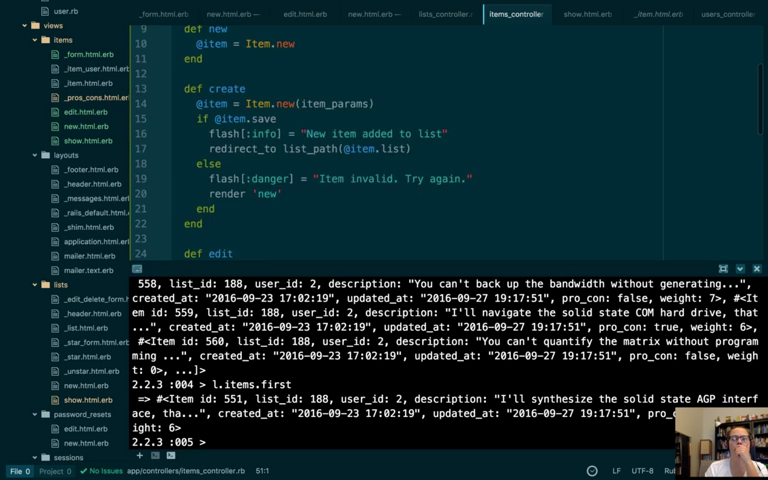 user.rb
views
items
_form.html.erb
_item_user.html.erb
_item.html.erb
_pros_cons.html.erb
edit.html.erb
new.html.erb
show.html.erb
layouts
_footer.html.erb
_header.html.erb
_messages.html.erb
_rails_default.html.erb
_shim.html.erb
application.html.erb
mailer.html.erb
mailer.text.erb
lists
_edit_delete_form.h
_header.html.erb
_list.html.erb
_star_form.html.erb
_star.html.erb
_unstar.html.erb
new.html.erb
show.html.erb
password_resets
edit.html.erb
new.html.erb
sessions
_form.html.erb
new.html.erb —
edit.html.erb
new.html.erb —
lists_controller.
items_controller
show.html.erb
_item.html.erb
users_controller
9 def new
10 @item = Item.new
11 end
12
13 def create
14 @item = Item.new(item_params)
15 if @item.save
16 flash[:info] = "New item added to list"
17 redirect_to list_path(@item.list)
18 else
19 flash[:danger] = "Item invalid. Try again."
20 render 'new'
21 end
22 end
23
24 def edit
558, list_id: 188, user_id: 2, description: "You can't back up the bandwidth without generating...",
created_at: "2016-09-23 17:02:19", updated_at: "2016-09-27 19:17:51", pro_con: false, weight: 7>, #<It
em id: 559, list_id: 188, user_id: 2, description: "I'll navigate the solid state COM hard drive, that
...", created_at: "2016-09-23 17:02:19", updated_at: "2016-09-27 19:17:51", pro_con: true, weight: 6>,
#<Item id: 560, list_id: 188, user_id: 2, description: "You can't quantify the matrix without program
ming ...", created_at: "2016-09-23 17:02:19", updated_at: "2016-09-27 19:17:51", pro_con: false, weigh
t: 0>, ...]>
2.2.3 :004 > l.items.first
=> #<Item id: 551, list_id: 188, user_id: 2, description: "I'll synthesize the solid state AGP interf
ace, tha...", created_at: "2016-09-23 17:02:19", updated_at: "2016-09-27 19:17:51", pro_c
ight: 6>
2.2.3 :005 >
File 0 Project 0 No Issues app/controllers/items_controller.rb 51:1 LF UTF-8 Ru